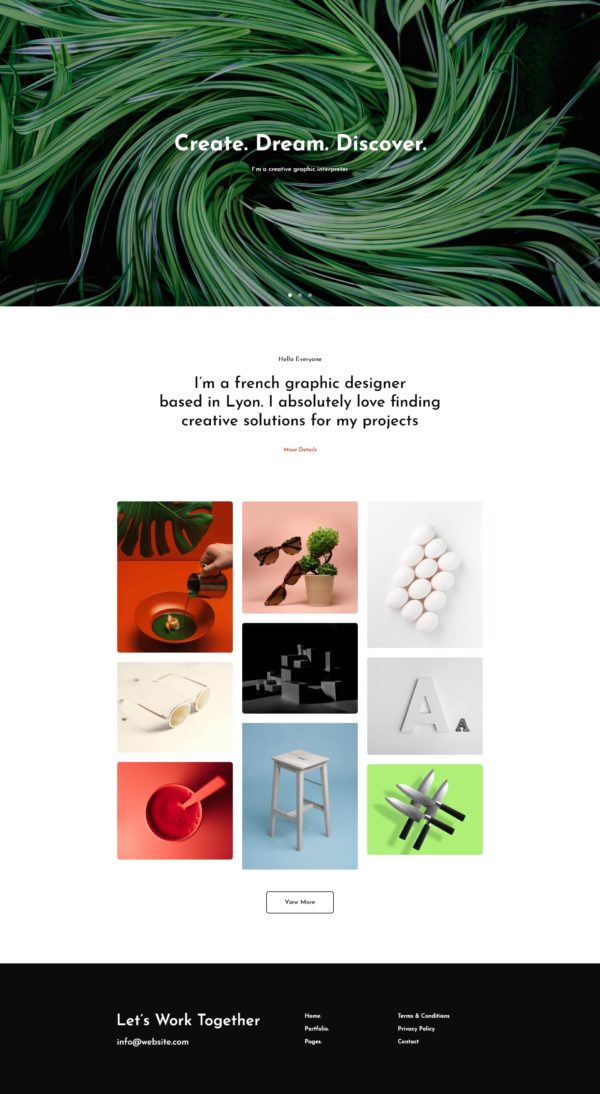 Create. Dream. Discover.
I'm a creative graphic interpreter
Hello Everyone
I'm a french graphic designer
based in Lyon. I absolutely love finding
creative solutions for my projects
More Details
A
A
View More
Let's Work Together
info@website.com
Home.
Portfolio.
Pages.
Terms & Conditions
Privacy Policy
Contact